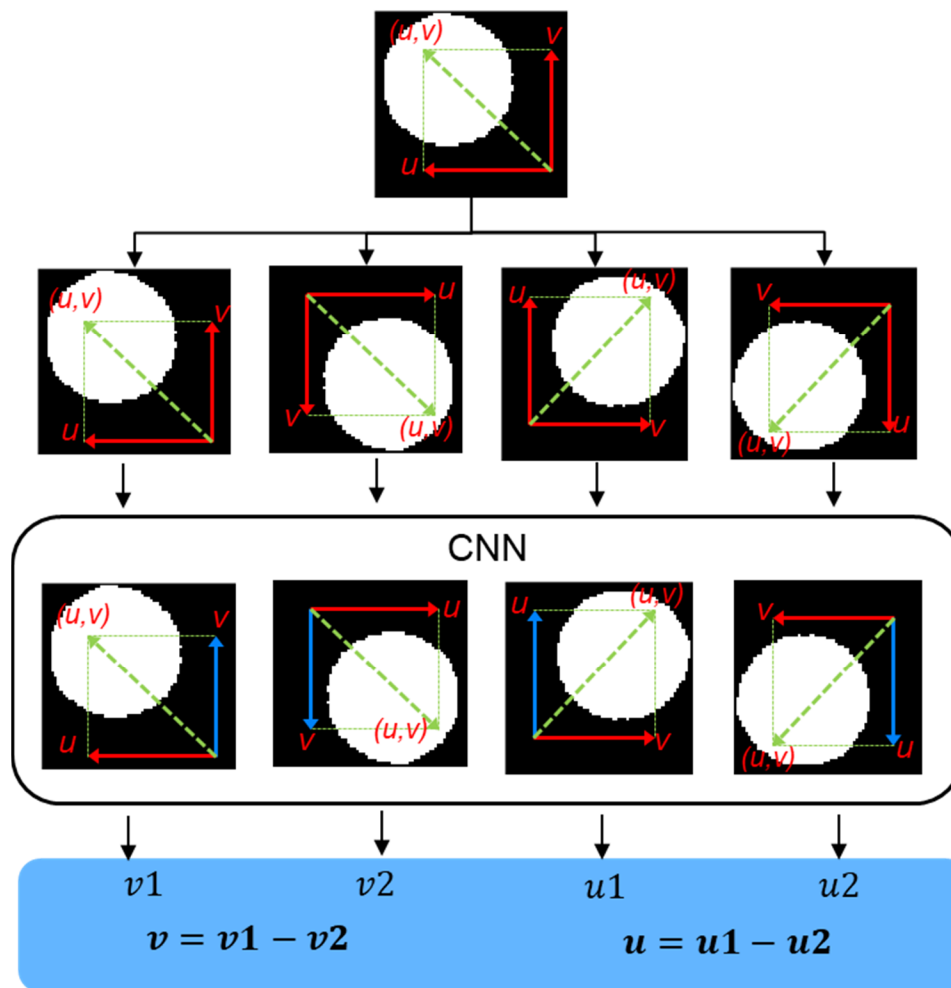 (u,v)
v
u
(u,v)
v
u
u
v
(u,v)
u
(u,v)
v
v
u
(u,v)
CNN
(u,v)
v
u
u
v
(u,v)
u
(u,v)
v
v
u
(u,v)
v1 v2 u1 u2
v = v1 − v2 u = u1 − u2